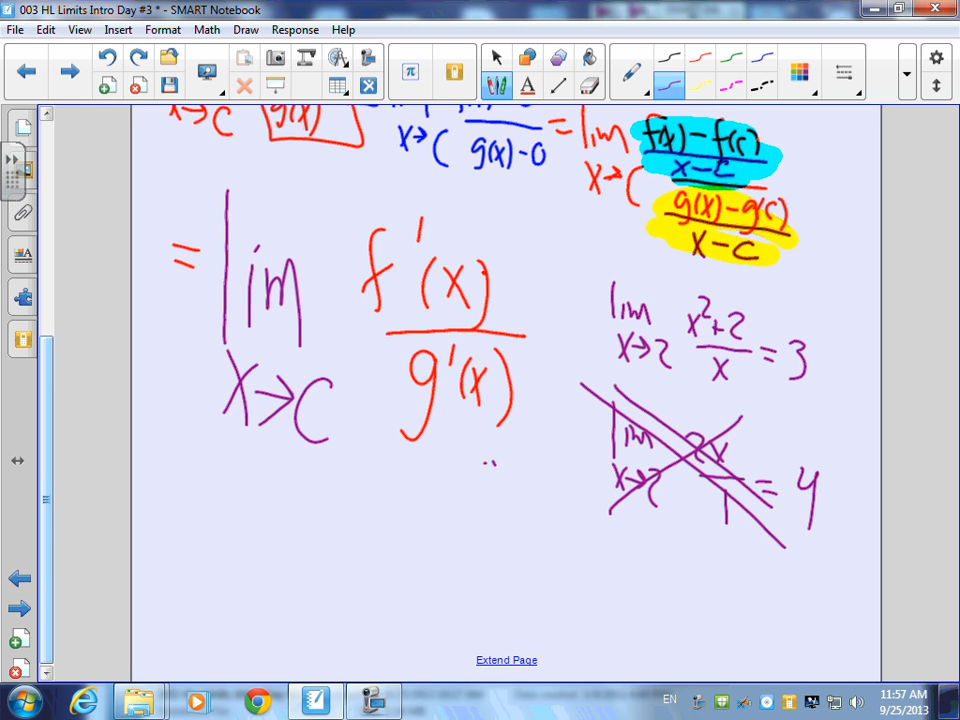 003 HL Limits Intro Day #3 * - SMART Notebook
File Edit View Insert Format Math Draw Response Help
x→c g(x)
x→c g(x)-0 = lim x→c
f(x) - f(c)
x - c
g(x) - g(c)
x - c
= lim x→c f'(x)
g'(x)
lim x→2 x²+2
x = 3
lim x→2 2x
1 = 4
Extend Page
EN 11:57 AM
9/25/2013